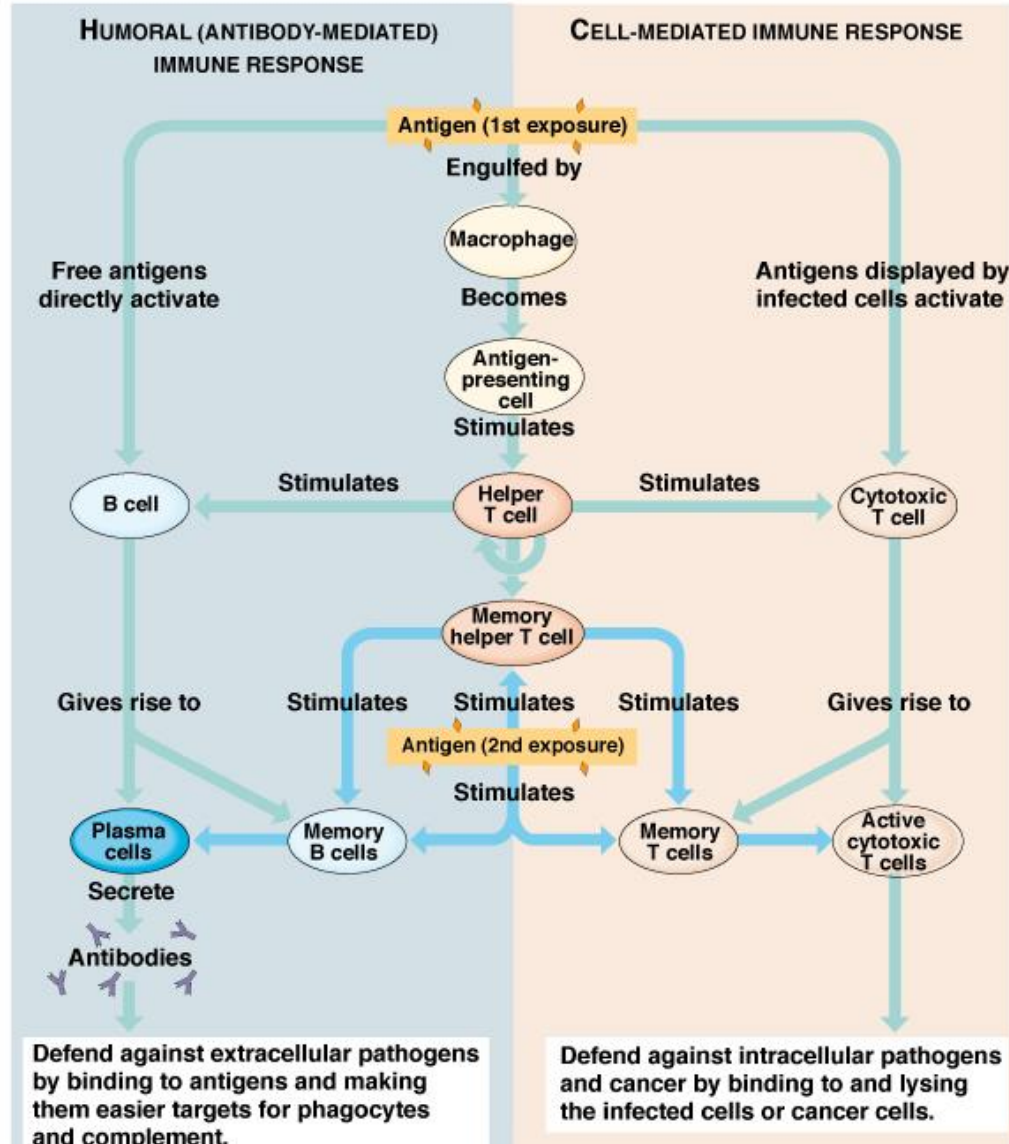 HUMORAL (ANTIBODY-MEDIATED)
IMMUNE RESPONSE
CELL-MEDIATED IMMUNE RESPONSE
Antigen (1st exposure)
Engulfed by
Macrophage
Free antigens
directly activate
Antigens displayed by
infected cells activate
Becomes
Antigen-
presenting
cell
Stimulates
B cell
Stimulates
Helper
T cell
Stimulates
Cytotoxic
T cell
Memory
helper T cell
Gives rise to
Stimulates
Stimulates
Stimulates
Gives rise to
Antigen (2nd exposure)
Stimulates
Plasma
cells
Memory
B cells
Memory
T cells
Active
cytotoxic
T cells
Secrete
Antibodies
Defend against extracellular pathogens
by binding to antigens and making
them easier targets for phagocytes
and complement.
Defend against intracellular pathogens
and cancer by binding to and lysing
the infected cells or cancer cells.